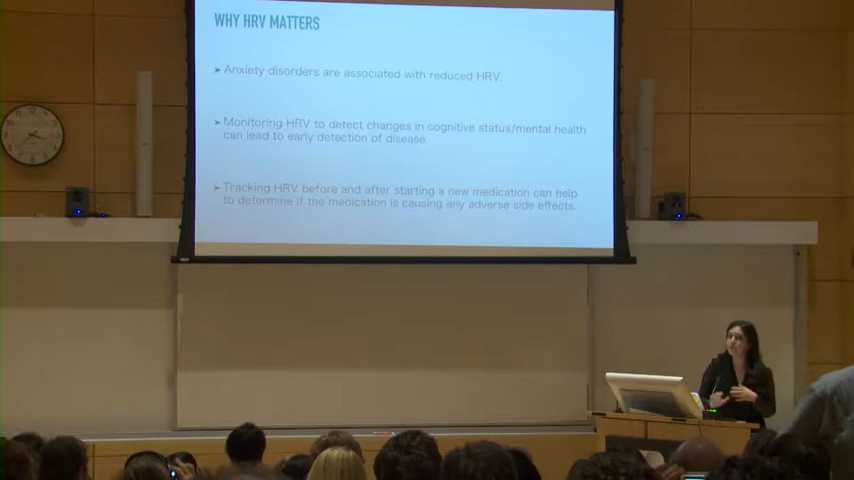 WHY HRV MATTERS
➤ Anxiety disorders are associated with reduced HRV.
➤ Monitoring HRV to detect changes in cognitive status/mental health
can lead to early detection of disease.
➤ Tracking HRV before and after starting a new medication can help
to determine if the medication is causing any adverse side effects.